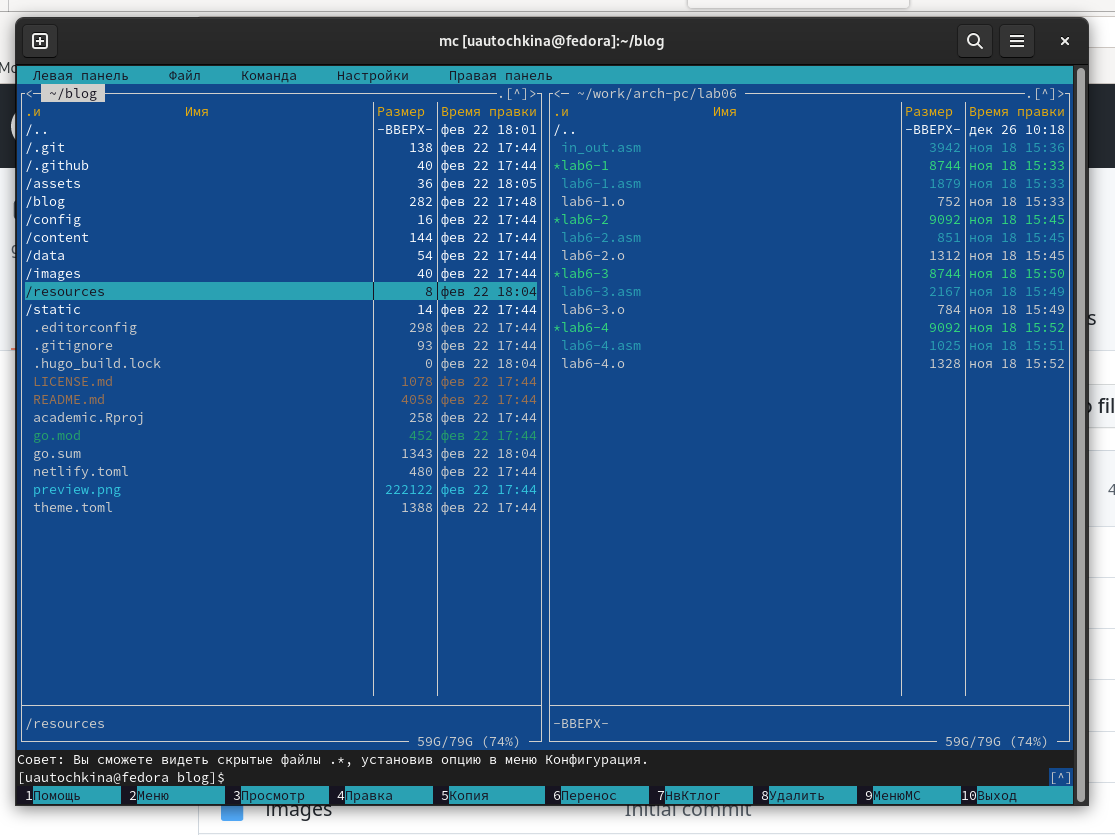 mc [uautochkina@fedora]:~/blog
Левая панель Файл Команда Настройки Правая панель
<─ ~/blog .[^]>
.и Имя Размер Время правки
/.. -ВВЕРХ- фев 22 18:01
/.git 138 фев 22 17:44
/.github 40 фев 22 17:44
/assets 36 фев 22 18:05
/blog 282 фев 22 17:48
/config 16 фев 22 17:44
/content 144 фев 22 17:44
/data 54 фев 22 17:44
/images 40 фев 22 17:44
/resources 8 фев 22 18:04
/static 14 фев 22 17:44
.editorconfig 298 фев 22 17:44
.gitignore 93 фев 22 17:44
.hugo_build.lock 0 фев 22 18:04
LICENSE.md 1078 фев 22 17:44
README.md 4058 фев 22 17:44
academic.Rproj 258 фев 22 17:44
go.mod 452 фев 22 17:44
go.sum 1343 фев 22 18:04
netlify.toml 480 фев 22 17:44
preview.png 222122 фев 22 17:44
theme.toml 1388 фев 22 17:44
/resources
59G/79G (74%)
<─ ~/work/arch-pc/lab06 .[^]>
.и Имя Размер Время правки
/.. -ВВЕРХ- дек 26 10:18
in_out.asm 3942 ноя 18 15:36
*lab6-1 8744 ноя 18 15:33
lab6-1.asm 1879 ноя 18 15:33
lab6-1.o 752 ноя 18 15:33
*lab6-2 9092 ноя 18 15:45
lab6-2.asm 851 ноя 18 15:45
lab6-2.o 1312 ноя 18 15:45
*lab6-3 8744 ноя 18 15:50
lab6-3.asm 2167 ноя 18 15:49
lab6-3.o 784 ноя 18 15:49
*lab6-4 9092 ноя 18 15:52
lab6-4.asm 1025 ноя 18 15:51
lab6-4.o 1328 ноя 18 15:52
-ВВЕРХ-
59G/79G (74%)
Совет: Вы сможете видеть скрытые файлы .*, установив опцию в меню Конфигурация.
[uautochkina@fedora blog]$ [^]
1Помощь 2Меню 3Просмотр 4Правка 5Копия 6Перенос 7НвКтлог 8Удалить 9МенюМС 10Выход
images Initial commit